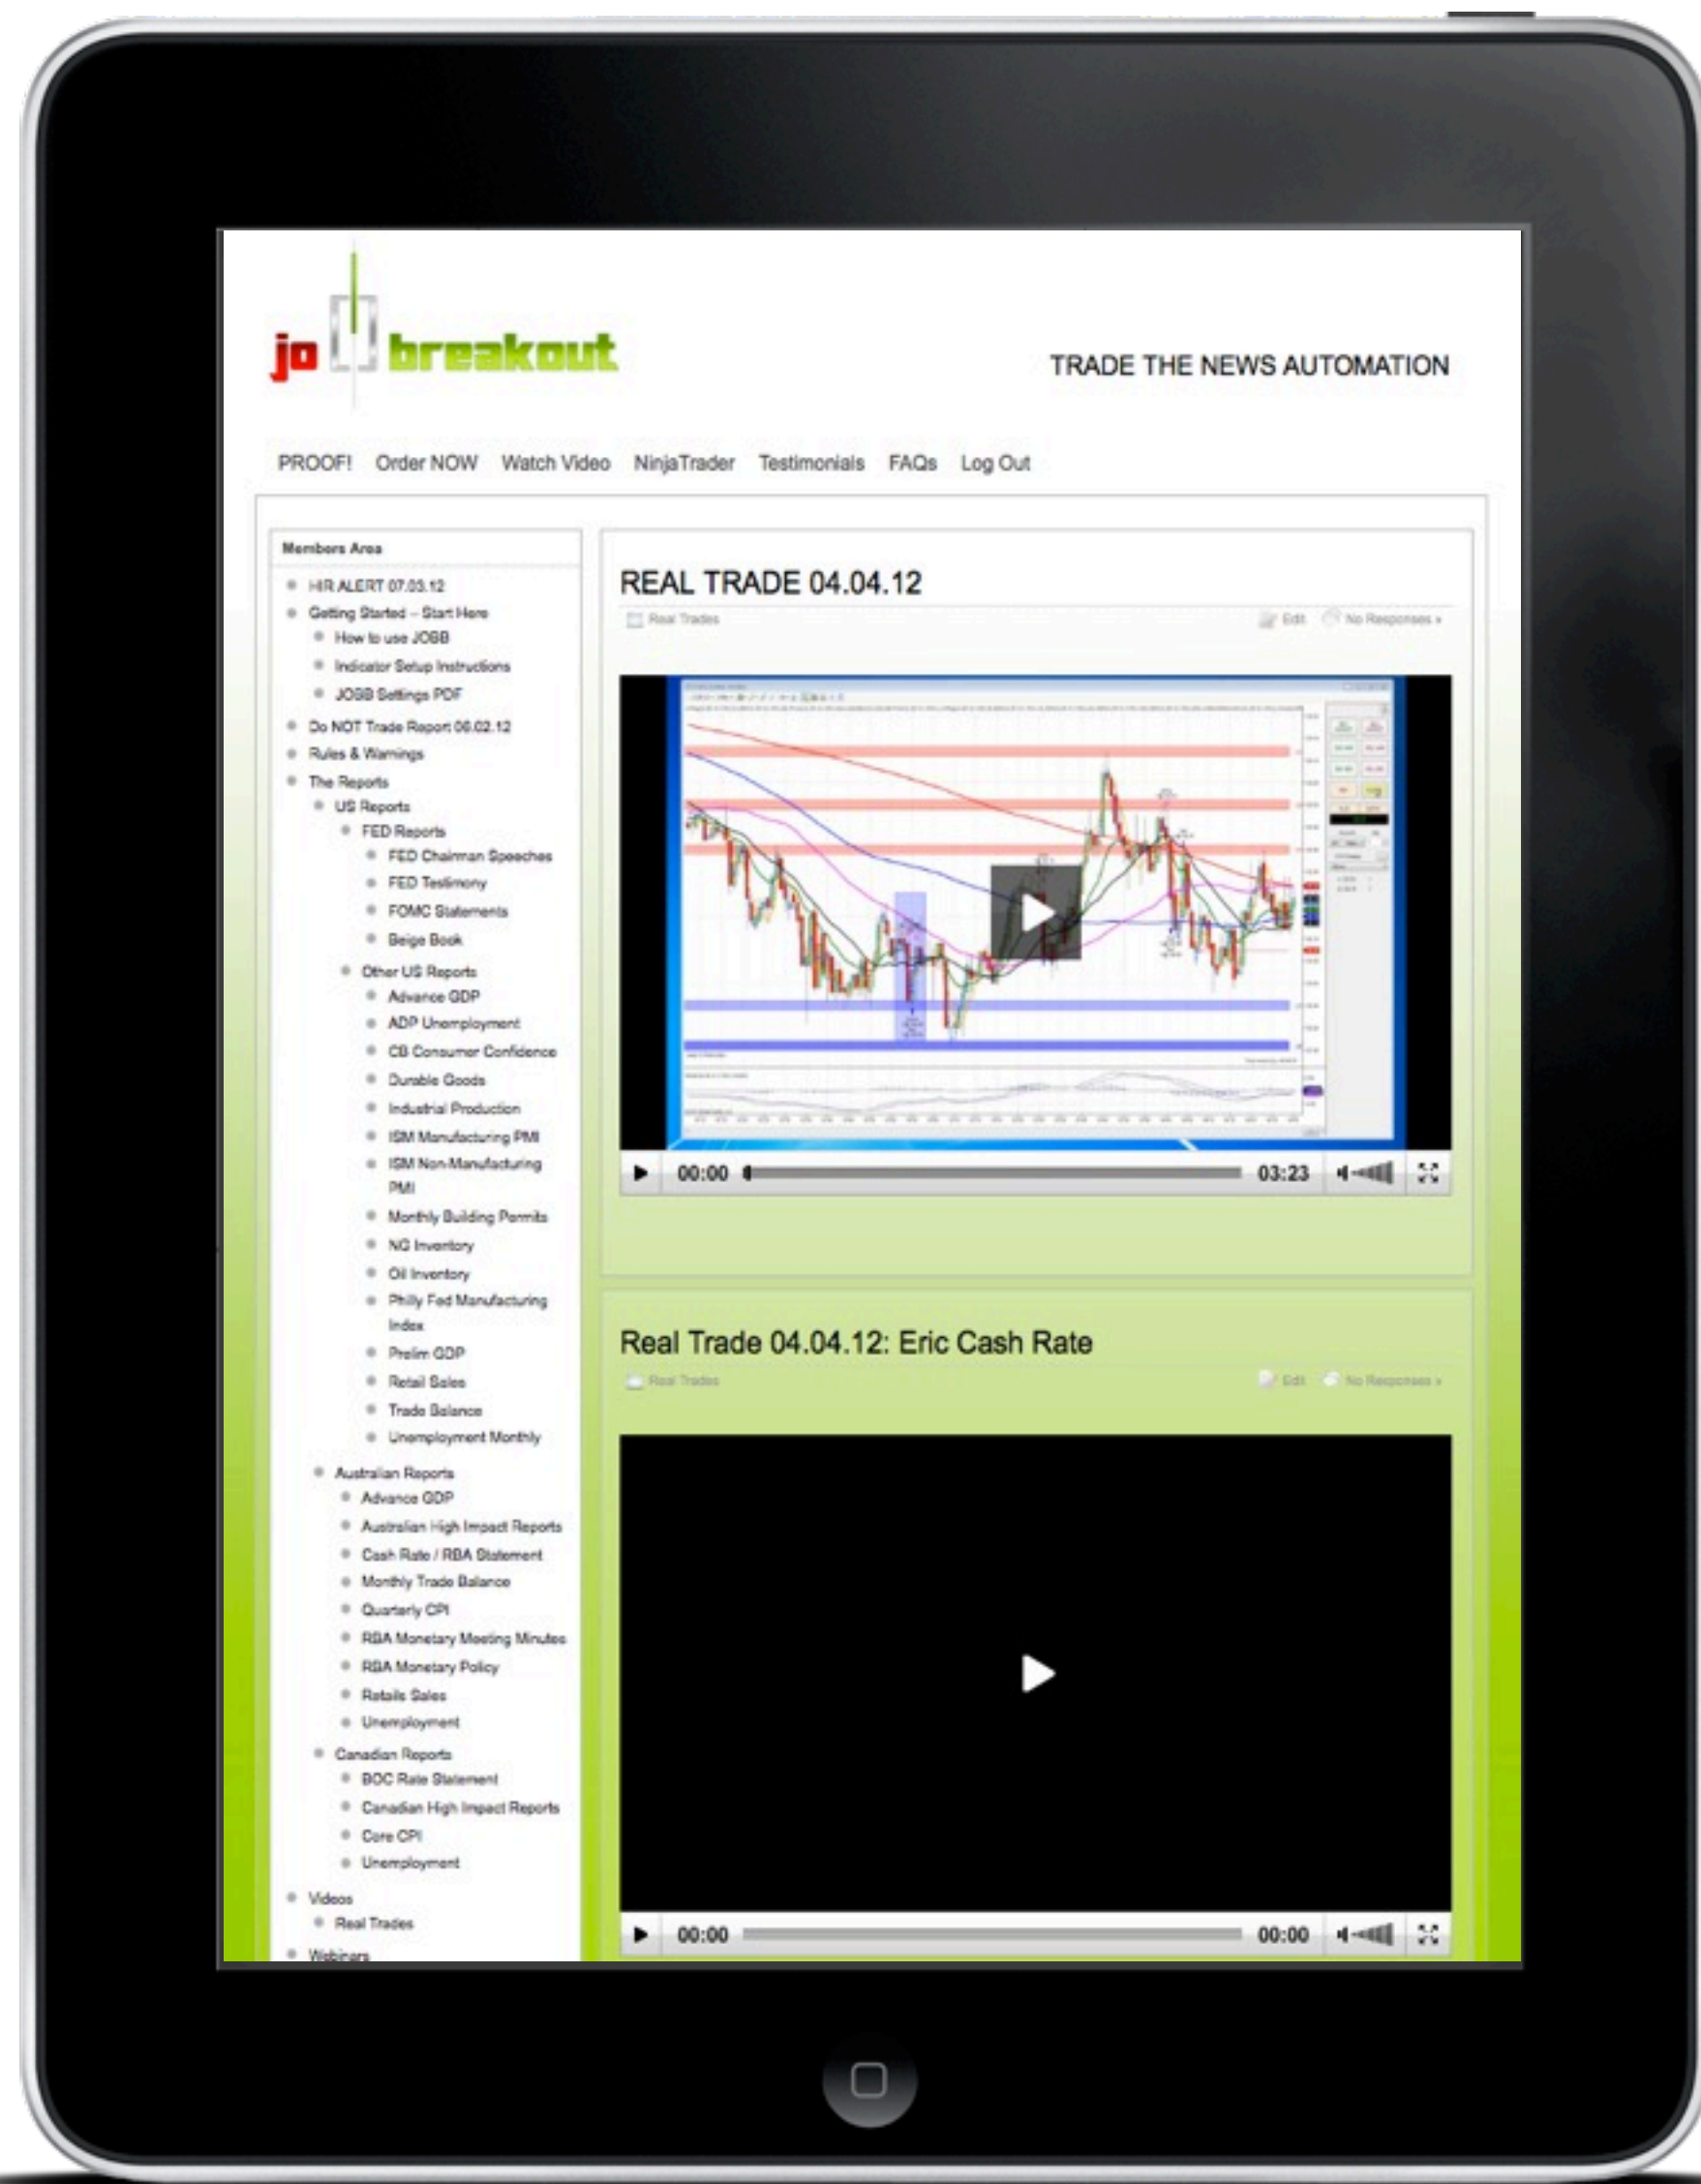 jo breakout
TRADE THE NEWS AUTOMATION
PROOF! Order NOW Watch Video NinjaTrader Testimonials FAQs Log Out
Members Area
HIR ALERT 07.03.12
Getting Started – Start Here
How to use JOBB
Indicator Setup Instructions
JOBB Settings PDF
Do NOT Trade Report 06.02.12
Rules & Warnings
The Reports
US Reports
FED Reports
FED Chairman Speeches
FED Testimony
FOMC Statements
Beige Book
Other US Reports
Advance GDP
ADP Unemployment
CB Consumer Confidence
Durable Goods
Industrial Production
ISM Manufacturing PMI
ISM Non-Manufacturing
PMI
Monthly Building Permits
NG Inventory
Oil Inventory
Philly Fed Manufacturing
Index
Prelim GDP
Retail Sales
Trade Balance
Unemployment Monthly
Australian Reports
Advance GDP
Australian High Impact Reports
Cash Rate / RBA Statement
Monthly Trade Balance
Quarterly CPI
RBA Monetary Meeting Minutes
RBA Monetary Policy
Retails Sales
Unemployment
Canadian Reports
BOC Rate Statement
Canadian High Impact Reports
Core CPI
Unemployment
Videos
Real Trades
Webinars
REAL TRADE 04.04.12
Real Trades Edit No Responses »
00:00 03:23
Real Trade 04.04.12: Eric Cash Rate
Real Trades Edit No Responses »
00:00 00:00